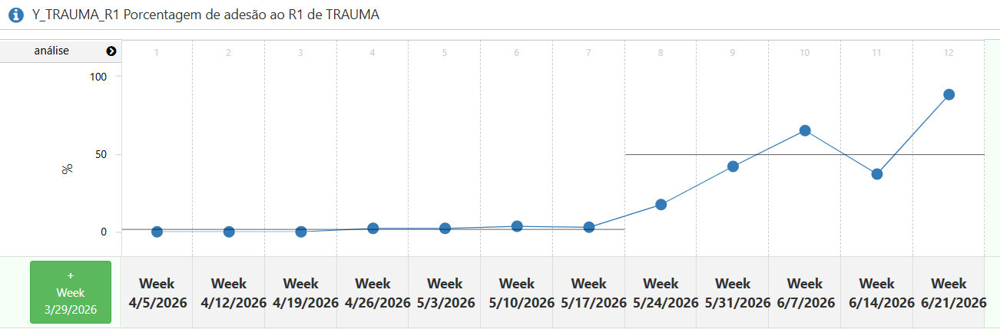 Y_TRAUMA_R1 Porcentagem de adesão ao R1 de TRAUMA
análise
1 2 3 4 5 6 7 8 9 10 11 12
100
50
0
%
+
Week
3/29/2026
Week Week Week Week Week Week Week Week Week Week Week Week
4/5/2026 4/12/2026 4/19/2026 4/26/2026 5/3/2026 5/10/2026 5/17/2026 5/24/2026 5/31/2026 6/7/2026 6/14/2026 6/21/2026